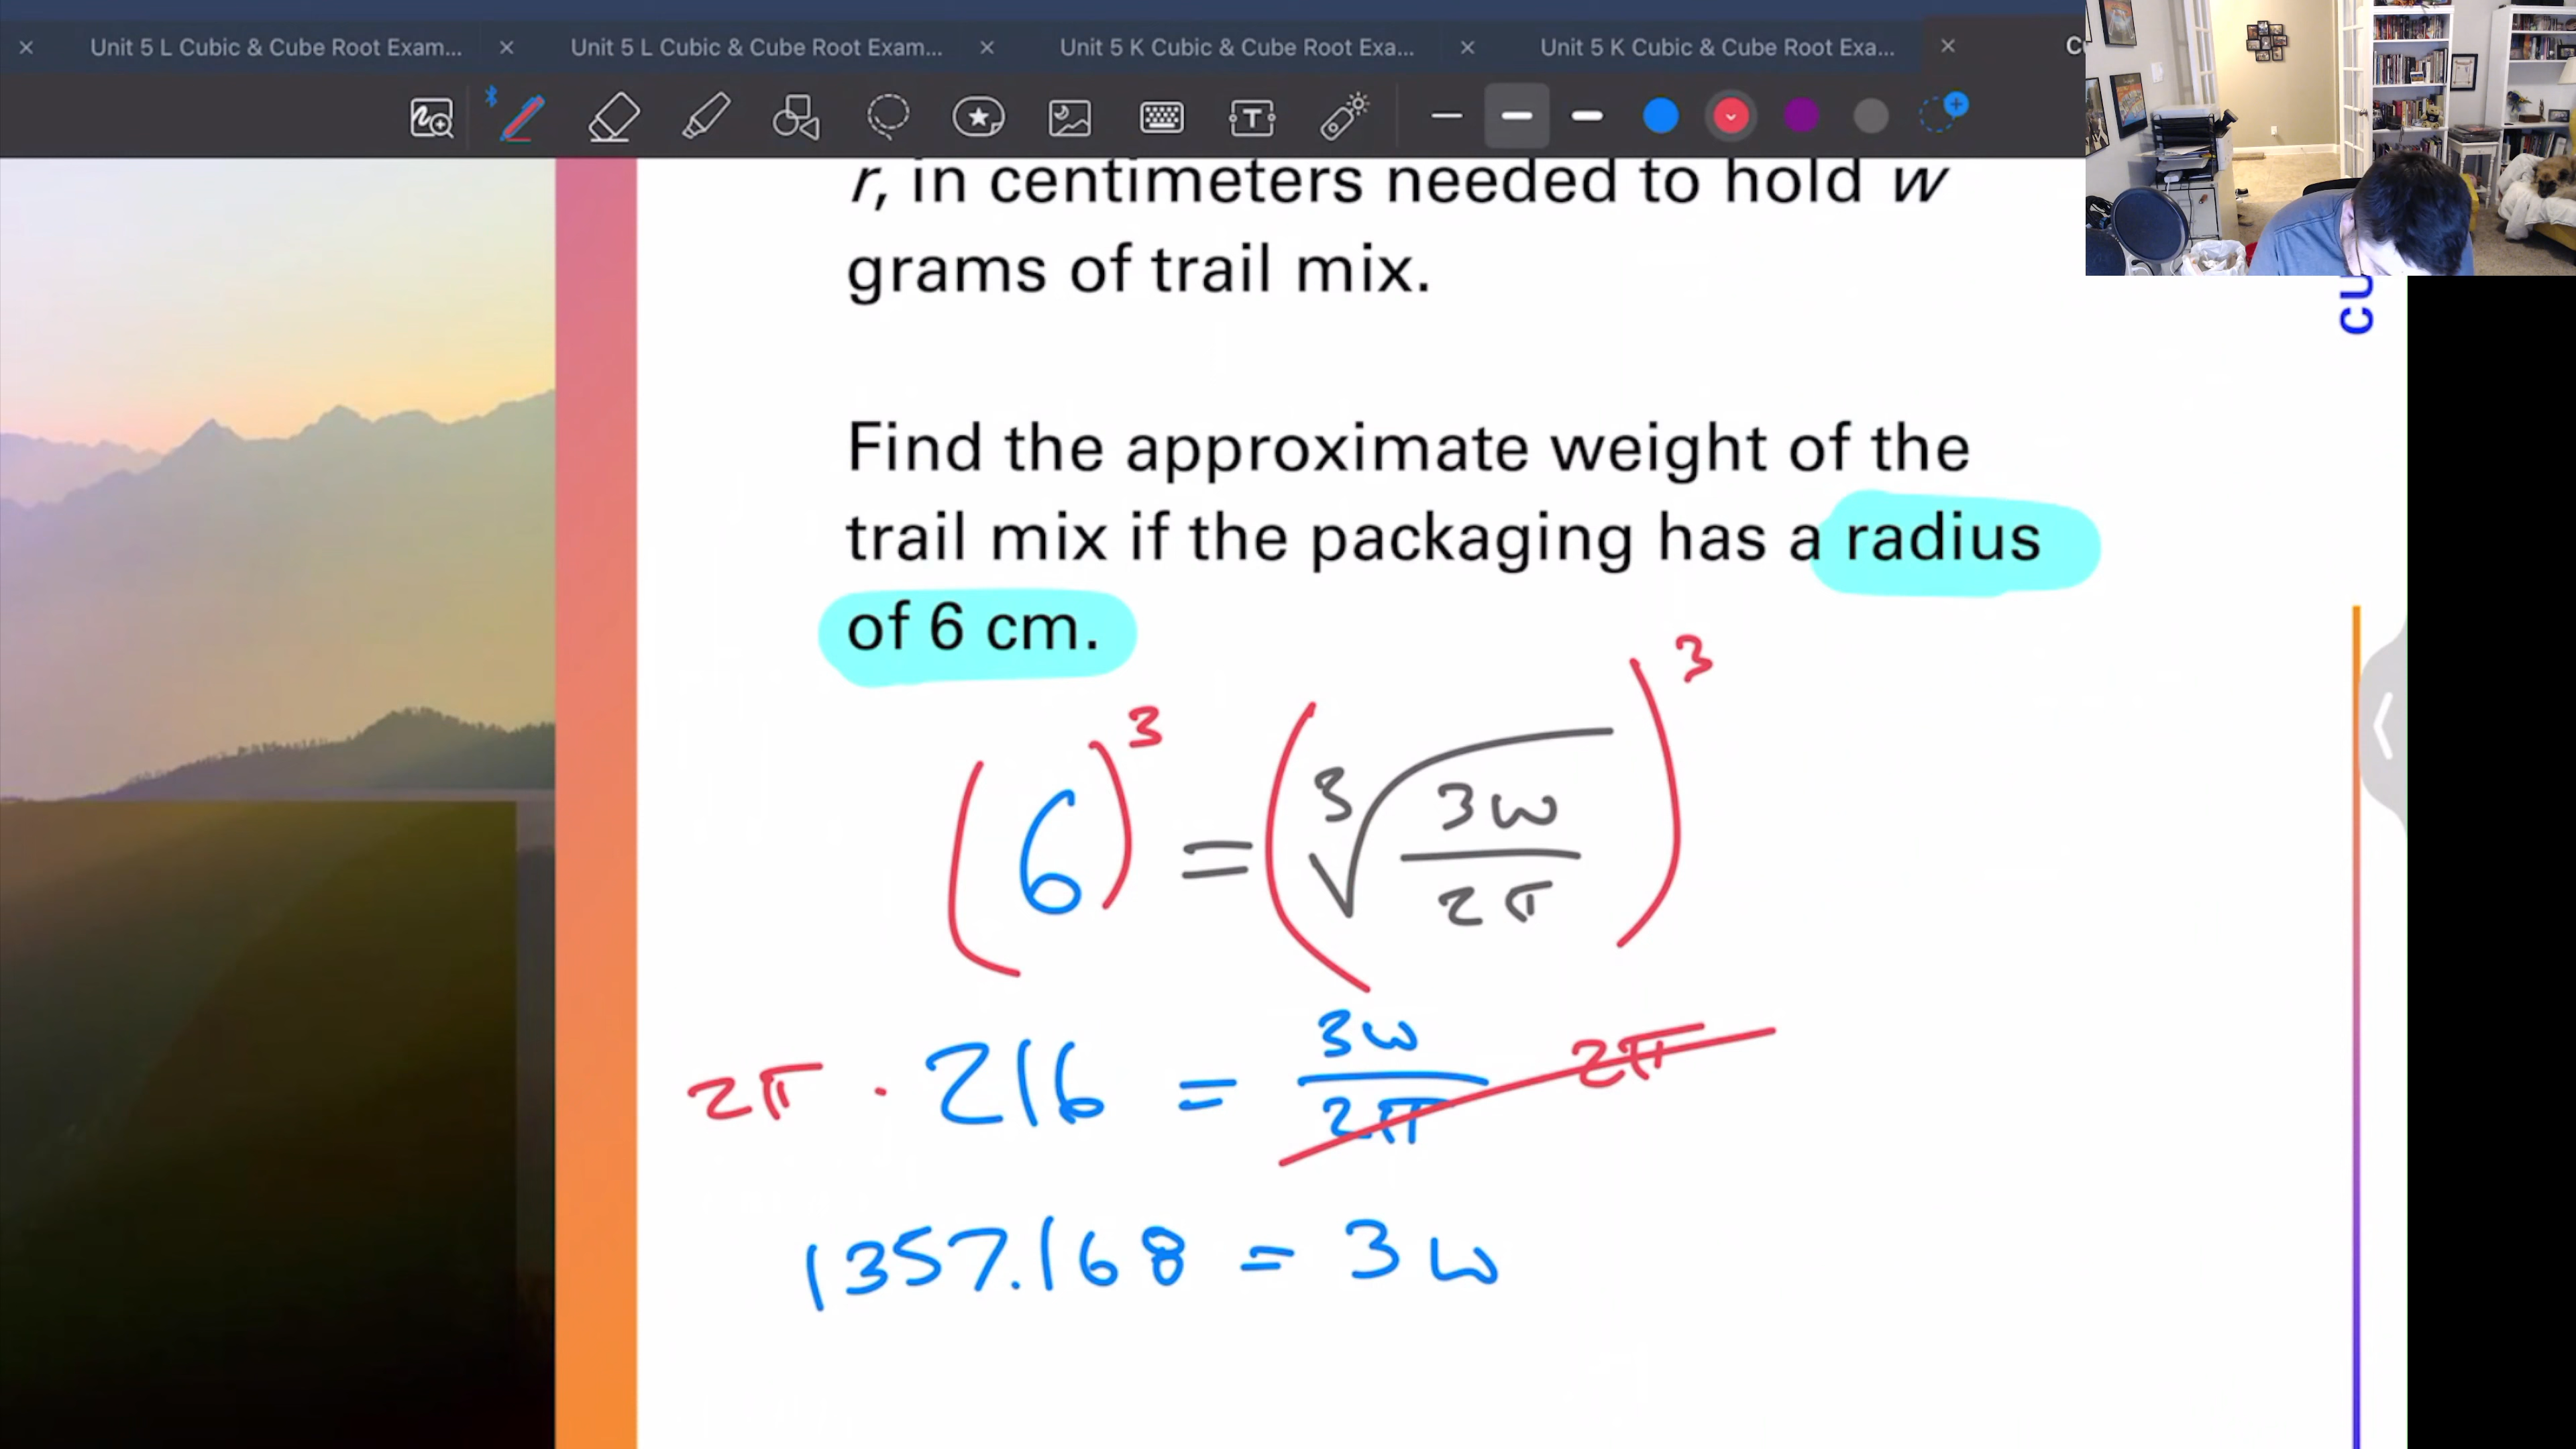 Unit 5 L Cubic & Cube Root Exam... Unit 5 L Cubic & Cube Root Exam... Unit 5 K Cubic & Cube Root Exa... Unit 5 K Cubic & Cube Root Exa...
r, in centimeters needed to hold w
grams of trail mix.
Find the approximate weight of the
trail mix if the packaging has a radius
of 6 cm.
(6)³ = (∛(3w/2π))³
2π · 216 = 3w/2π 2π
1357.168 = 3w